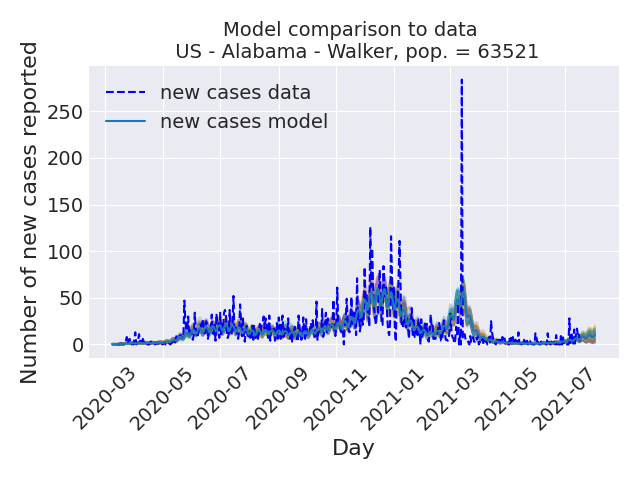 Model comparison to data
US - Alabama - Walker, pop. = 63521
Number of new cases reported
250
200
150
100
50
0
new cases data
new cases model
2020-03
2020-05
2020-07
2020-09
2020-11
2021-01
2021-03
2021-05
2021-07
Day